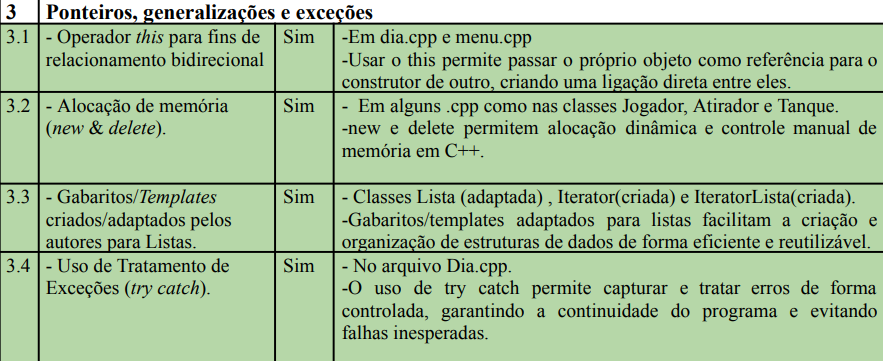 3 Ponteiros, generalizações e exceções
3.1 - Operador this para fins de relacionamento bidirecional Sim -Em dia.cpp e menu.cpp
-Usar o this permite passar o próprio objeto como referência para o construtor de outro, criando uma ligação direta entre eles.
3.2 - Alocação de memória (new & delete). Sim - Em alguns .cpp como nas classes Jogador, Atirador e Tanque.
-new e delete permitem alocação dinâmica e controle manual de memória em C++.
3.3 - Gabaritos/Templates criados/adaptados pelos autores para Listas. Sim - Classes Lista (adaptada) , Iterator(criada) e IteratorLista(criada).
-Gabaritos/templates adaptados para listas facilitam a criação e organização de estruturas de dados de forma eficiente e reutilizável.
3.4 - Uso de Tratamento de Exceções (try catch). Sim - No arquivo Dia.cpp.
-O uso de try catch permite capturar e tratar erros de forma controlada, garantindo a continuidade do programa e evitando falhas inesperadas.